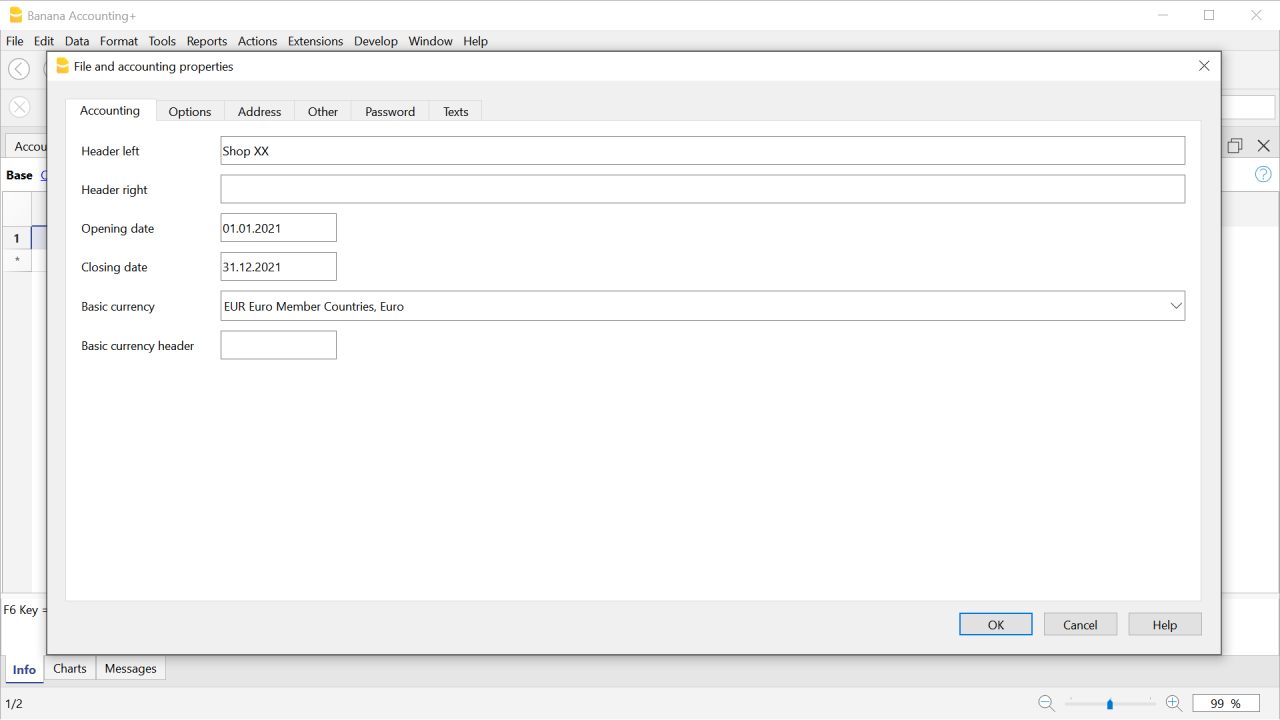 Banana Accounting+
File Edit Data Format Tools Reports Actions Extensions Develop Window Help
File and accounting properties
Accounting Options Address Other Password Texts
Accou
Header left Shop XX
Base
Header right
Opening date 01.01.2021
1
*
Closing date 31.12.2021
Basic currency EUR Euro Member Countries, Euro
Basic currency header
F6 Key =
OK Cancel Help
Info Charts Messages
1/2 99 %